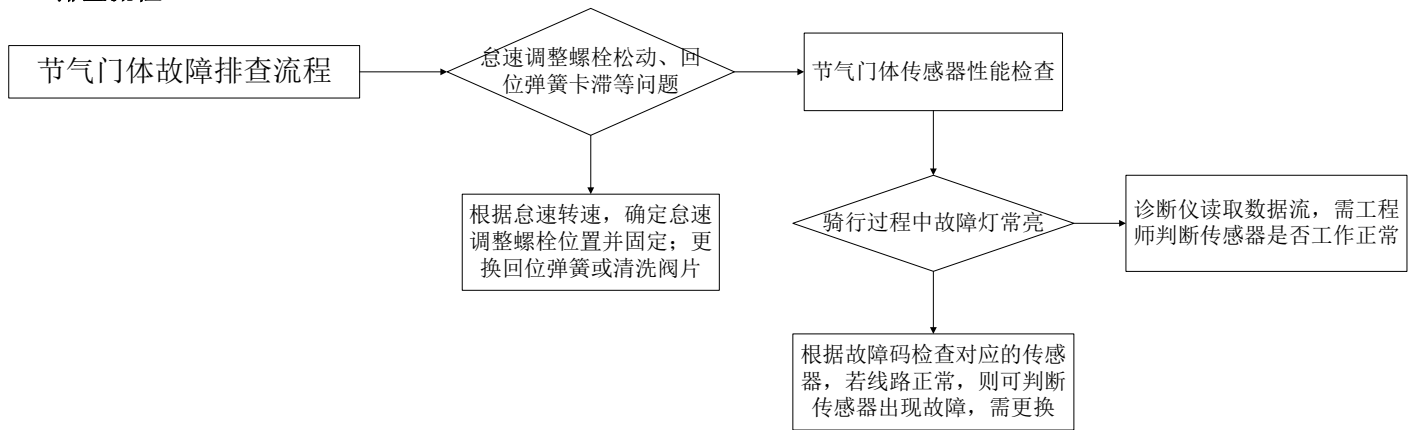 节气门体故障排查流程
怠速调整螺栓松动、回
位弹簧卡滞等问题
节气门体传感器性能检查
根据怠速转速，确定怠速
调整螺栓位置并固定；更
换回位弹簧或清洗阀片
骑行过程中故障灯常亮
诊断仪读取数据流，需工程
师判断传感器是否工作正常
根据故障码检查对应的传感
器，若线路正常，则可判断
传感器出现故障，需更换